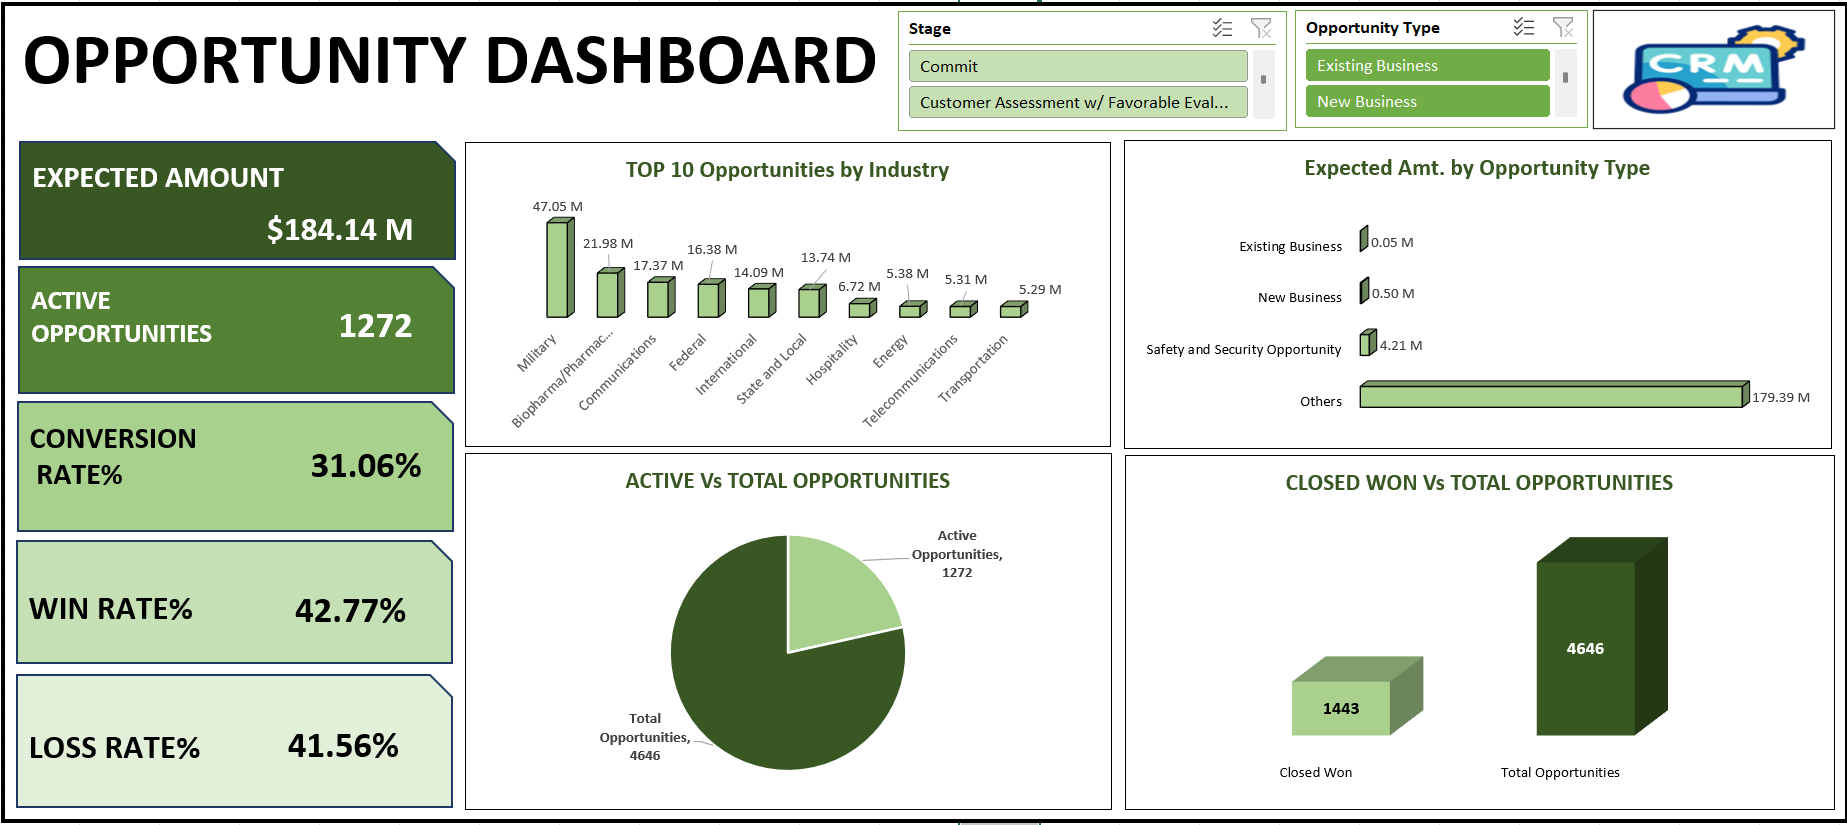 OPPORTUNITY DASHBOARD
Stage
Commit
Customer Assessment w/ Favorable Eval...
Opportunity Type
Existing Business
New Business
CRM
EXPECTED AMOUNT
$184.14 M
ACTIVE
OPPORTUNITIES
1272
CONVERSION
RATE%
31.06%
WIN RATE%
42.77%
LOSS RATE%
41.56%
TOP 10 Opportunities by Industry
47.05 M
21.98 M
17.37 M
16.38 M
14.09 M
13.74 M
6.72 M
5.38 M
5.31 M
5.29 M
Military
Biopharma/Pharmac...
Communications
Federal
International
State and Local
Hospitality
Energy
Telecommunications
Transportation
Expected Amt. by Opportunity Type
Existing Business
0.05 M
New Business
0.50 M
Safety and Security Opportunity
4.21 M
Others
179.39 M
ACTIVE Vs TOTAL OPPORTUNITIES
Active
Opportunities,
1272
Total
Opportunities,
4646
CLOSED WON Vs TOTAL OPPORTUNITIES
1443
4646
Closed Won
Total Opportunities